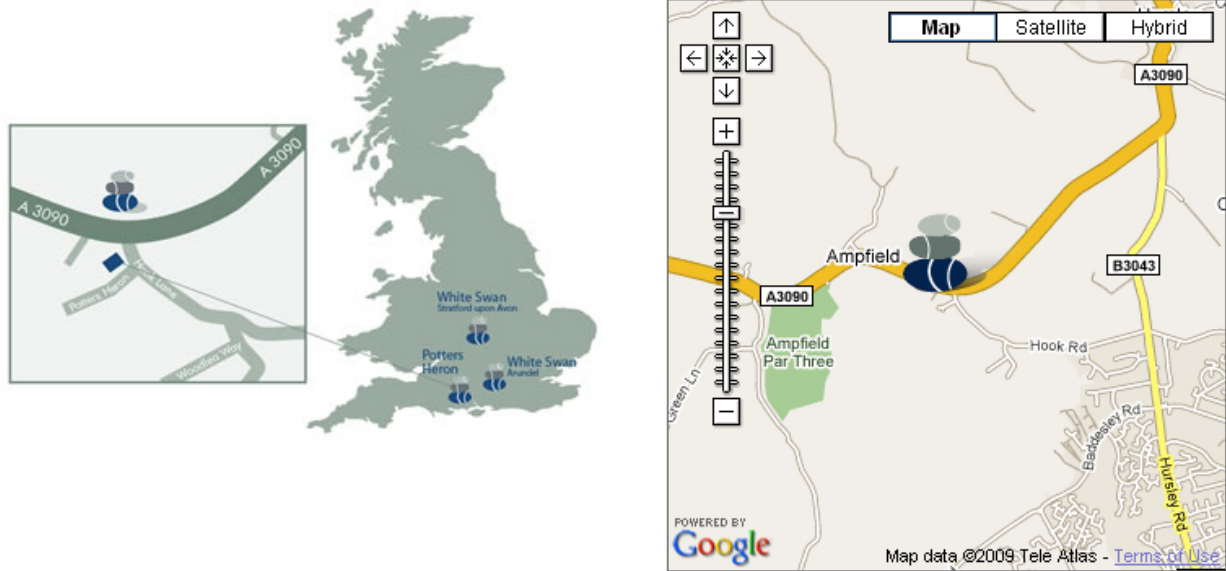 A 3090
A 3090
Hook Lane
Potters Heron
Woodlea Way
White Swan
Stratford upon Avon
Potters
Heron
White Swan
Arundel
Map
Satellite
Hybrid
A3090
Ampfield
B3043
A3090
Ampfield
Par Three
Hook Rd
Green Ln
Baddesley Rd
Hursley Rd
POWERED BY
Google
Map data ©2009 Tele Atlas - Terms of Use